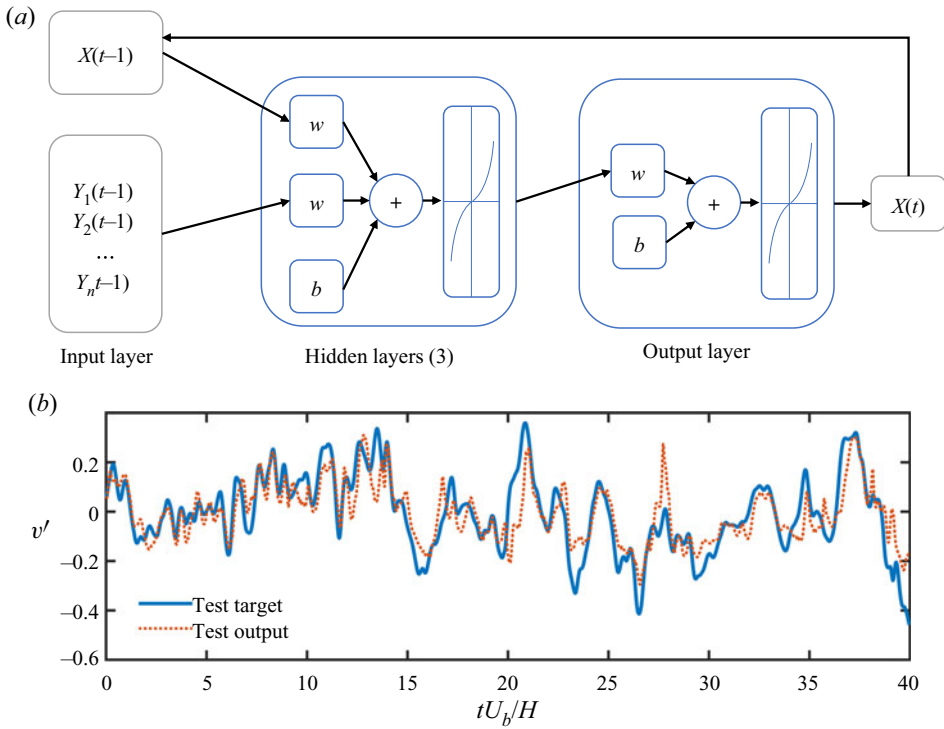 (a)
X(t–1)
Y₁(t–1)
Y₂(t–1)
...
Yₙt–1)
w
w
b
+
w
b
+
X(t)
Input layer
Hidden layers (3)
Output layer
(b)
v′
0.2
0
–0.2
–0.4
–0.6
Test target
Test output
0 5 10 15 20 25 30 35 40
tU_b/H